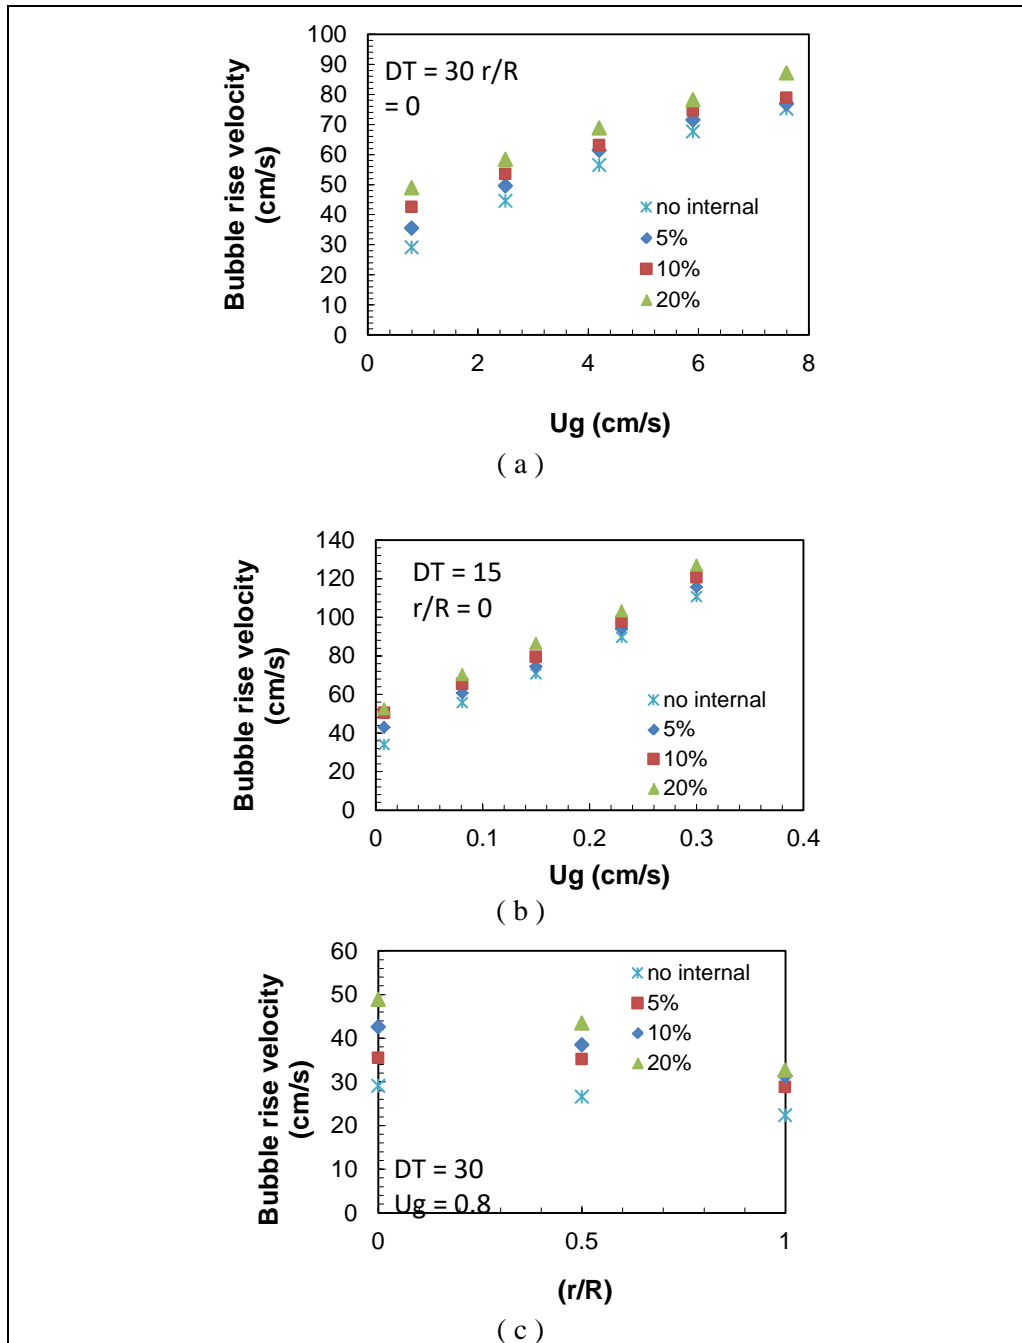 100
90
80
70
60
50
40
30
20
10
0
DT = 30 r/R
= 0
no internal
5%
10%
20%
0 2 4 6 8
Bubble rise velocity
(cm/s)
Ug (cm/s)
( a )
140
120
100
80
60
40
20
0
DT = 15
r/R = 0
no internal
5%
10%
20%
0 0.1 0.2 0.3 0.4
Bubble rise velocity
(cm/s)
Ug (cm/s)
( b )
60
50
40
30
20
10
0
no internal
5%
10%
20%
DT = 30
Ug = 0.8
0 0.5 1
Bubble rise velocity
(cm/s)
(r/R)
( c )